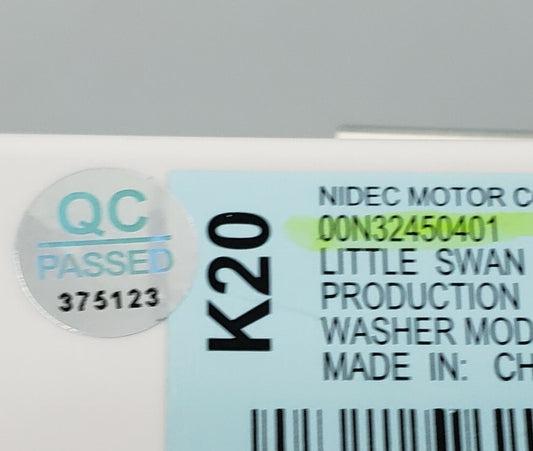 QC
PASSED
375123
K20
NIDEC MOTOR C
00N32450401
LITTLE SWAN
PRODUCTION
WASHER MOD
MADE IN: CH